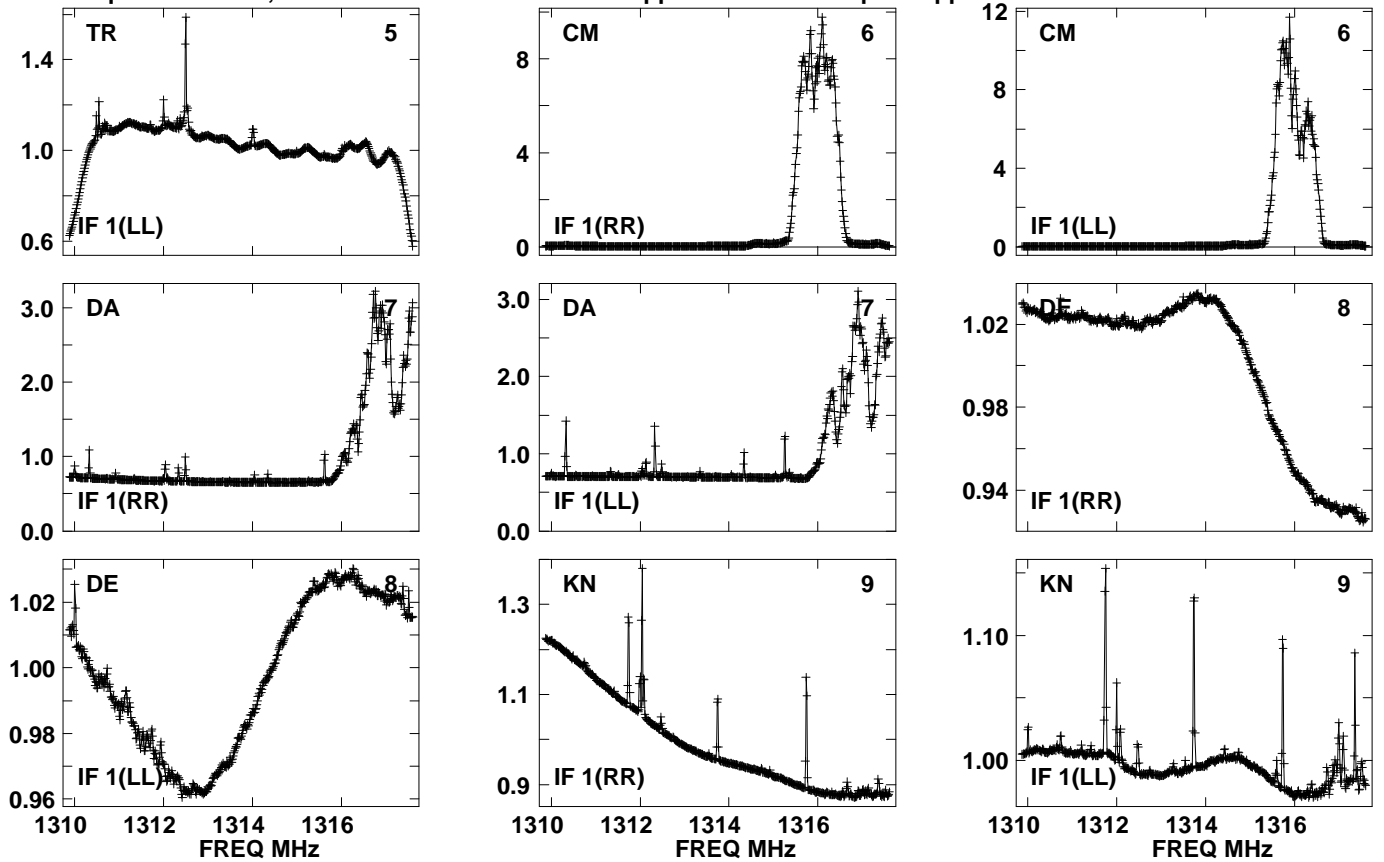 TR 5
1.4
1.0
0.6
IF 1(LL)
CM 6
8
4
0
IF 1(RR)
CM 6
12
8
4
0
IF 1(LL)
DA 7
3.0
2.0
1.0
0.0
IF 1(RR)
DA 7
3.0
2.0
1.0
0.0
IF 1(LL)
DE 8
1.02
0.98
0.94
IF 1(RR)
DE 8
1.02
1.00
0.98
0.96
IF 1(LL)
1310 1312 1314 1316
FREQ MHz
KN 9
1.3
1.1
0.9
IF 1(RR)
1310 1312 1314 1316
FREQ MHz
KN 9
1.10
1.00
IF 1(LL)
1310 1312 1314 1316
FREQ MHz